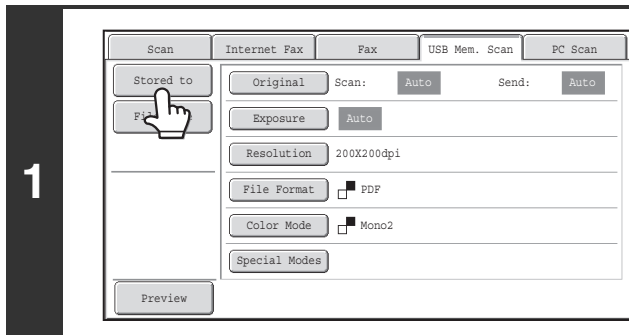 Scan Internet Fax Fax USB Mem. Scan PC Scan
Stored to Original Scan: Auto Send: Auto
Exposure Auto
Resolution 200X200dpi
1
File Format PDF
Color Mode Mono2
Special Modes
Preview